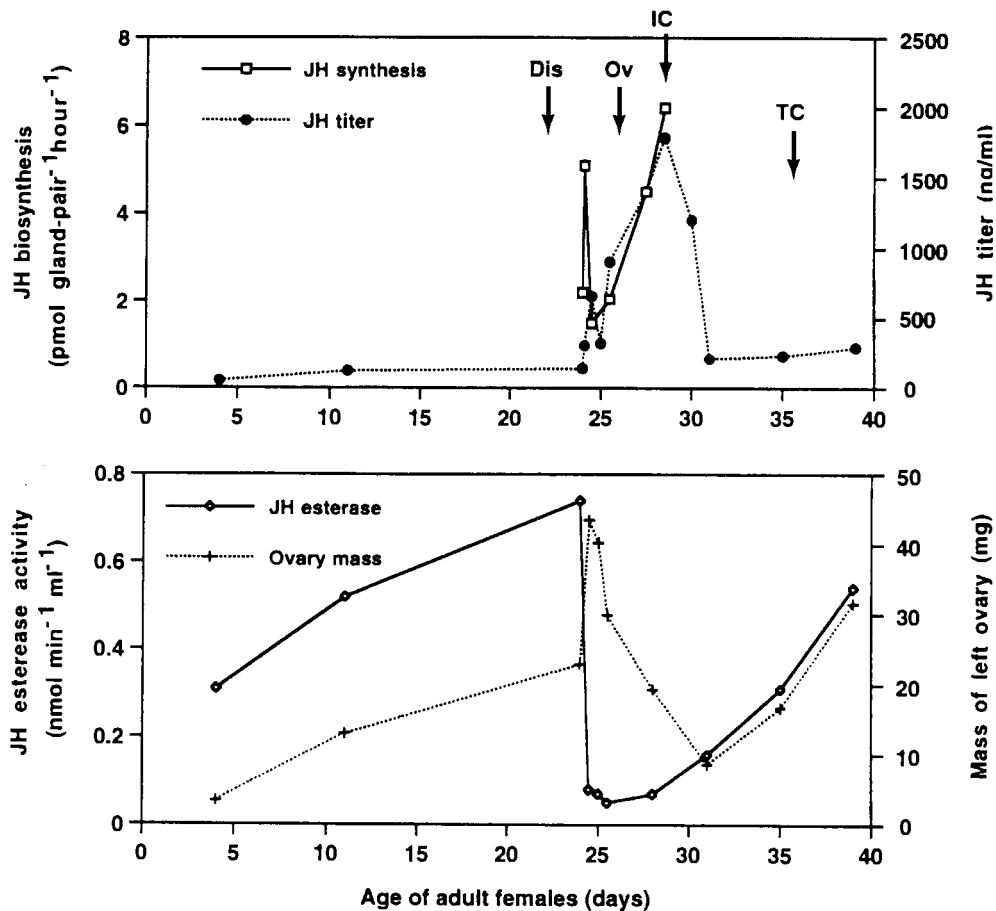 IC
8
2500
JH synthesis
Dis
Ov
JH titer
TC
6
2000
4
1500
1000
2
500
0
0
JH biosynthesis
(pmol gland-pair⁻¹hour⁻¹)
JH titer (ng/ml)
0 5 10 15 20 25 30 35 40
0.8
50
JH esterase
Ovary mass
0.6
40
0.4
30
20
0.2
10
0
0
JH esterease activity
(nmol min⁻¹ ml⁻¹)
Mass of left ovary (mg)
0 5 10 15 20 25 30 35 40
Age of adult females (days)